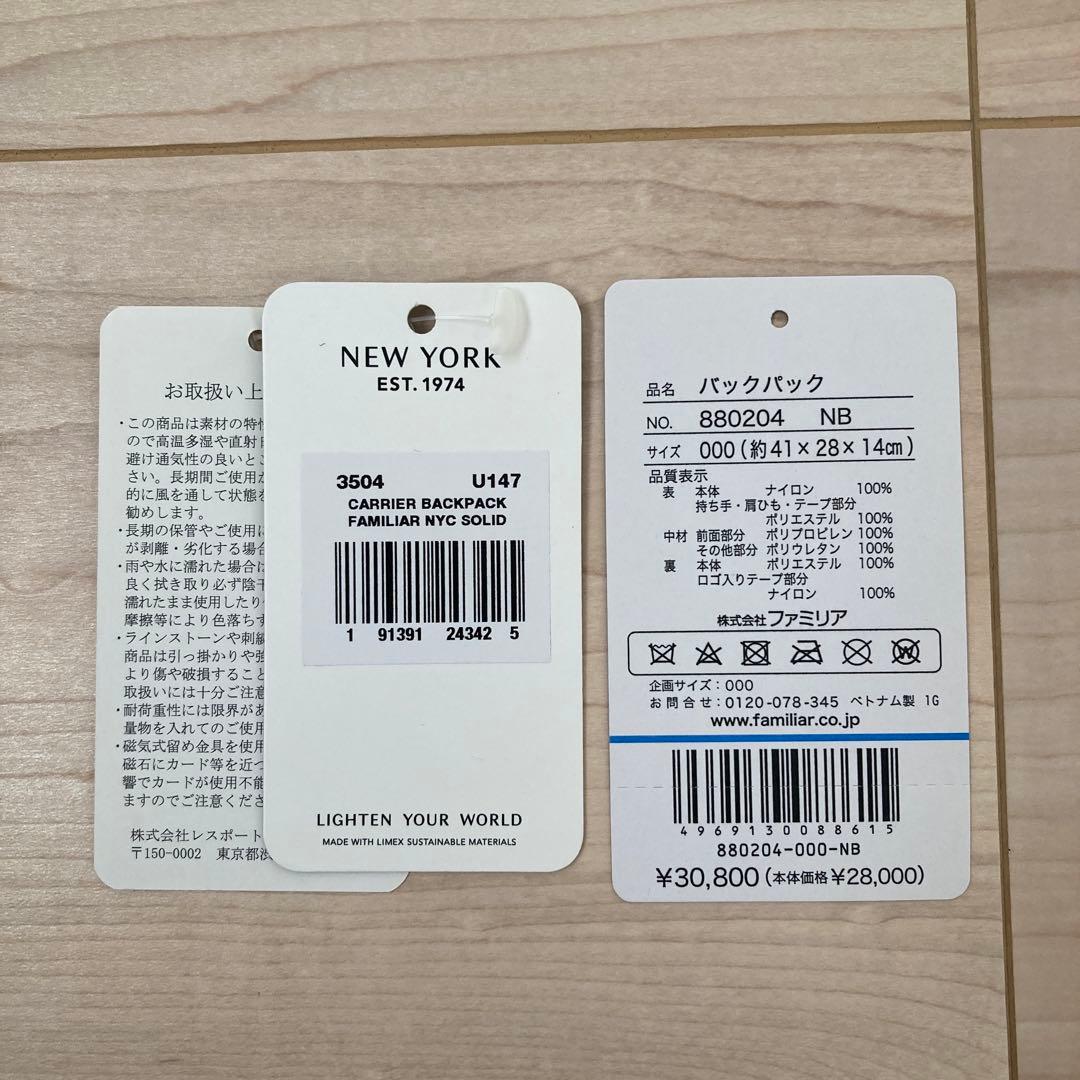 お取扱い上
・この商品は素材の特性
ので高温多湿や直射日
避け通気性の良いとこ
さい。長期間ご使用か
的に風を通して状態を
勧めします。
・長期の保管やご使用に
が剥離・劣化する場合
・雨や水に濡れた場合は
良く拭き取り必ず陰干
濡れたまま使用したり
摩擦等により色落ちす
・ラインストーンや刺繍
商品は引っ掛かりや強
より傷や破損すること
取扱いには十分ご注意
・耐荷重性には限界があ
量物を入れてのご使用
・磁気式留め金具を使用
磁石にカード等を近づ
響でカードが使用不能
ますのでご注意くださ
株式会社レスポート
〒150-0002 東京都渋
NEW YORK
EST. 1974
3504 U147
CARRIER BACKPACK
FAMILIAR NYC SOLID
1 91391 24342 5
LIGHTEN YOUR WORLD
MADE WITH LIMEX SUSTAINABLE MATERIALS
品名 バックパック
NO. 880204 NB
サイズ 000(約41×28×14cm)
品質表示
表 本体 ナイロン 100%
持ち手・肩ひも・テープ部分
ポリエステル 100%
中材 前面部分 ポリプロピレン 100%
その他部分 ポリウレタン 100%
裏 本体 ポリエステル 100%
ロゴ入りテープ部分
ナイロン 100%
株式会社ファミリア
企画サイズ:000
お問合せ:0120-078-345 ベトナム製 1G
www.familiar.co.jp
4969130088615
880204-000-NB
¥30,800(本体価格¥28,000)